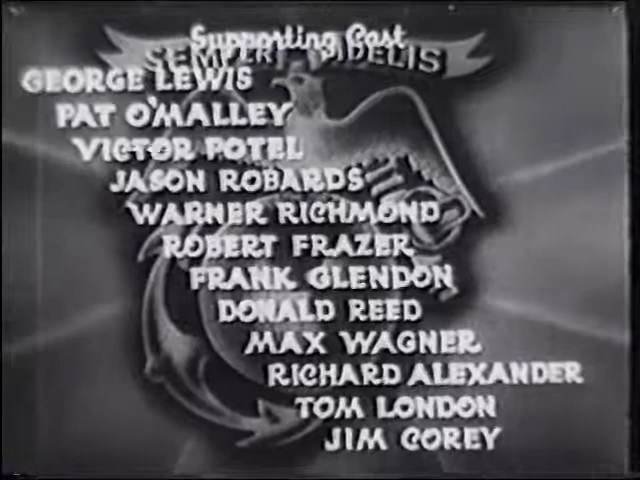 Supporting Cast
SEMPER FIDELIS
GEORGE LEWIS
PAT O'MALLEY
VICTOR POTEL
JASON ROBARDS
WARNER RICHMOND
ROBERT FRAZER
FRANK GLENDON
DONALD REED
MAX WAGNER
RICHARD ALEXANDER
TOM LONDON
JIM COREY